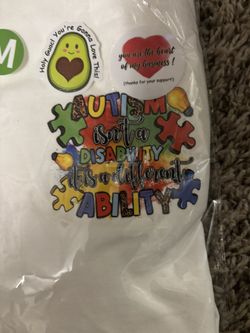 M
Holy Guac! You're Gonna Love This!
you are the heart
of my business!
(thanks for your support)
AUTISM
isn't a
DISABILITY
it is a different
ABILITY